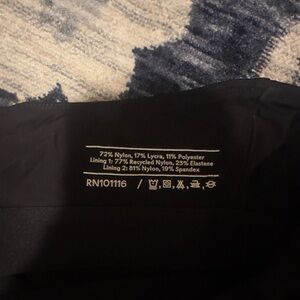 72% Nylon, 17% Lycra, 11% Polyester
Lining 1: 77% Recycled Nylon, 23% Elastane
Lining 2: 81% Nylon, 19% Spandex
RN101116 /